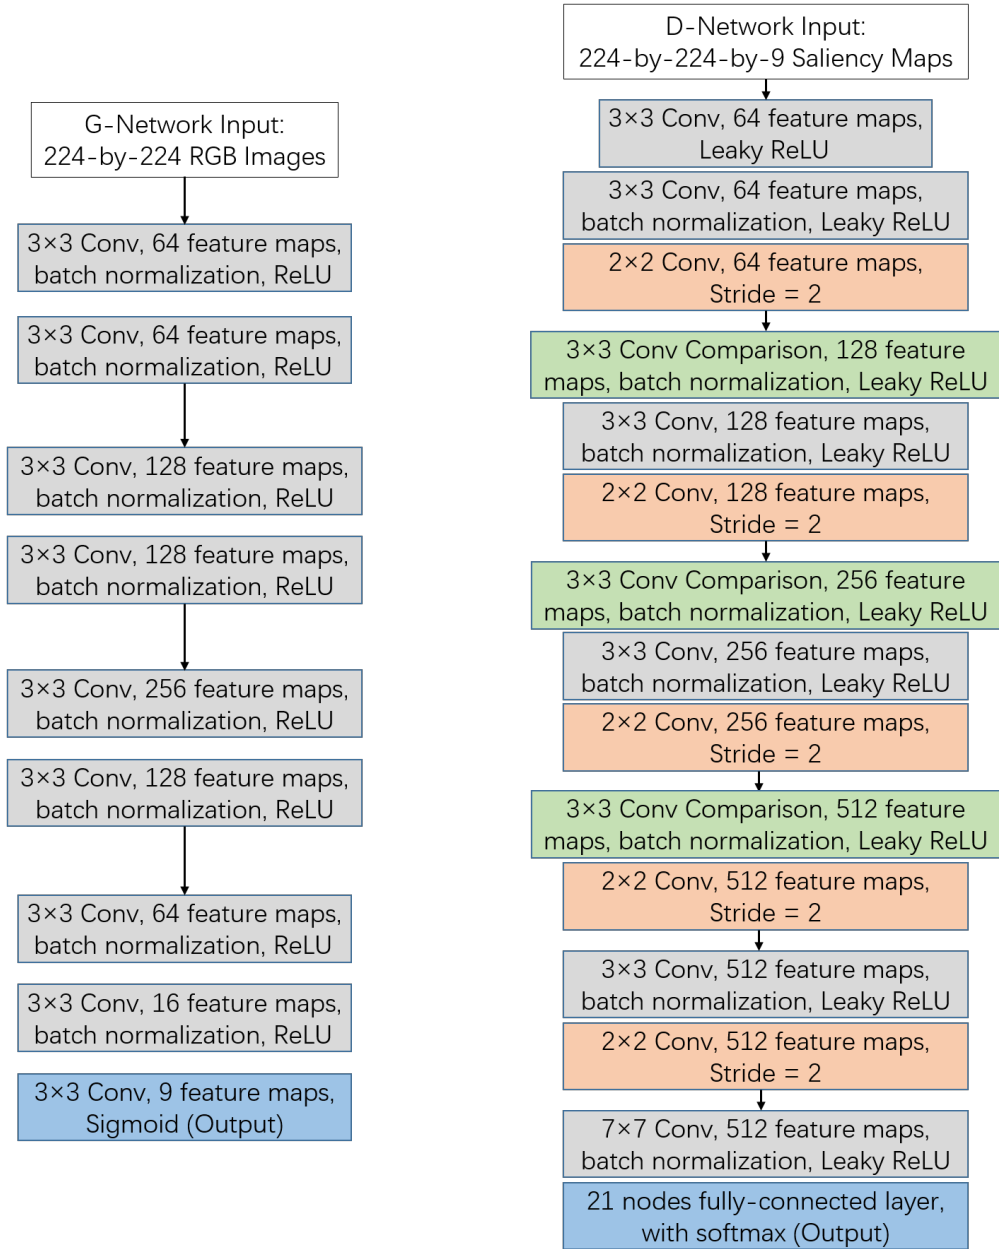 G-Network Input:
224-by-224 RGB Images
3×3 Conv, 64 feature maps,
batch normalization, ReLU
3×3 Conv, 64 feature maps,
batch normalization, ReLU
3×3 Conv, 128 feature maps,
batch normalization, ReLU
3×3 Conv, 128 feature maps,
batch normalization, ReLU
3×3 Conv, 256 feature maps,
batch normalization, ReLU
3×3 Conv, 128 feature maps,
batch normalization, ReLU
3×3 Conv, 64 feature maps,
batch normalization, ReLU
3×3 Conv, 16 feature maps,
batch normalization, ReLU
3×3 Conv, 9 feature maps,
Sigmoid (Output)
D-Network Input:
224-by-224-by-9 Saliency Maps
3×3 Conv, 64 feature maps,
Leaky ReLU
3×3 Conv, 64 feature maps,
batch normalization, Leaky ReLU
2×2 Conv, 64 feature maps,
Stride = 2
3×3 Conv Comparison, 128 feature
maps, batch normalization, Leaky ReLU
3×3 Conv, 128 feature maps,
batch normalization, Leaky ReLU
2×2 Conv, 128 feature maps,
Stride = 2
3×3 Conv Comparison, 256 feature
maps, batch normalization, Leaky ReLU
3×3 Conv, 256 feature maps,
batch normalization, Leaky ReLU
2×2 Conv, 256 feature maps,
Stride = 2
3×3 Conv Comparison, 512 feature
maps, batch normalization, Leaky ReLU
2×2 Conv, 512 feature maps,
Stride = 2
3×3 Conv, 512 feature maps,
batch normalization, Leaky ReLU
2×2 Conv, 512 feature maps,
Stride = 2
7×7 Conv, 512 feature maps,
batch normalization, Leaky ReLU
21 nodes fully-connected layer,
with softmax (Output)